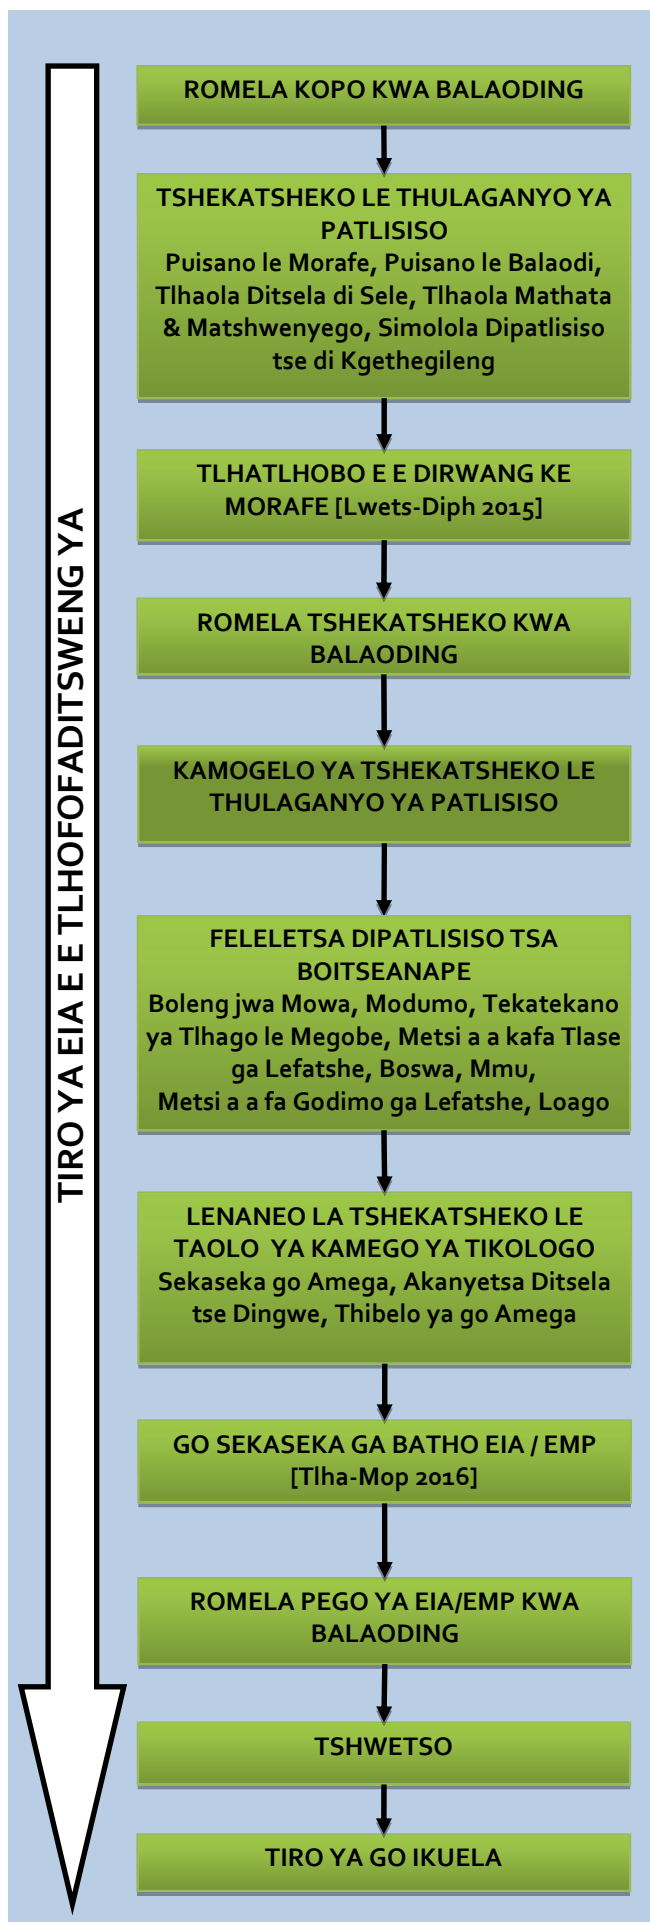 TIRO YA EIA E E TLHOFOFADITSWENG YA
ROMELA KOPO KWA BALAODING
TSHEKATSHEKO LE THULAGANYO YA
PATLISISO
Puisano le Morafe, Puisano le Balaodi,
Tlhaola Ditsela di Sele, Tlhaola Mathata
& Matshwenyego, Simolola Dipatlisiso
tse di Kgethegileng
TLHATLHOBO E E DIRWANG KE
MORAFE [Lwets-Diph 2015]
ROMELA TSHEKATSHEKO KWA
BALAODING
KAMOGELO YA TSHEKATSHEKO LE
THULAGANYO YA PATLISISO
FELELETSA DIPATLISISO TSA
BOITSEANAPE
Boleng jwa Mowa, Modumo, Tekatekano
ya Tlhago le Megobe, Metsi a a kafa Tlase
ga Lefatshe, Boswa, Mmu,
Metsi a a fa Godimo ga Lefatshe, Loago
LENANEO LA TSHEKATSHEKO LE
TAOLO YA KAMEGO YA TIKOLOGO
Sekaseka go Amega, Akanyetsa Ditsela
tse Dingwe, Thibelo ya go Amega
GO SEKASEKA GA BATHO EIA / EMP
[Tlha-Mop 2016]
ROMELA PEGO YA EIA/EMP KWA
BALAODING
TSHWETSO
TIRO YA GO IKUELA